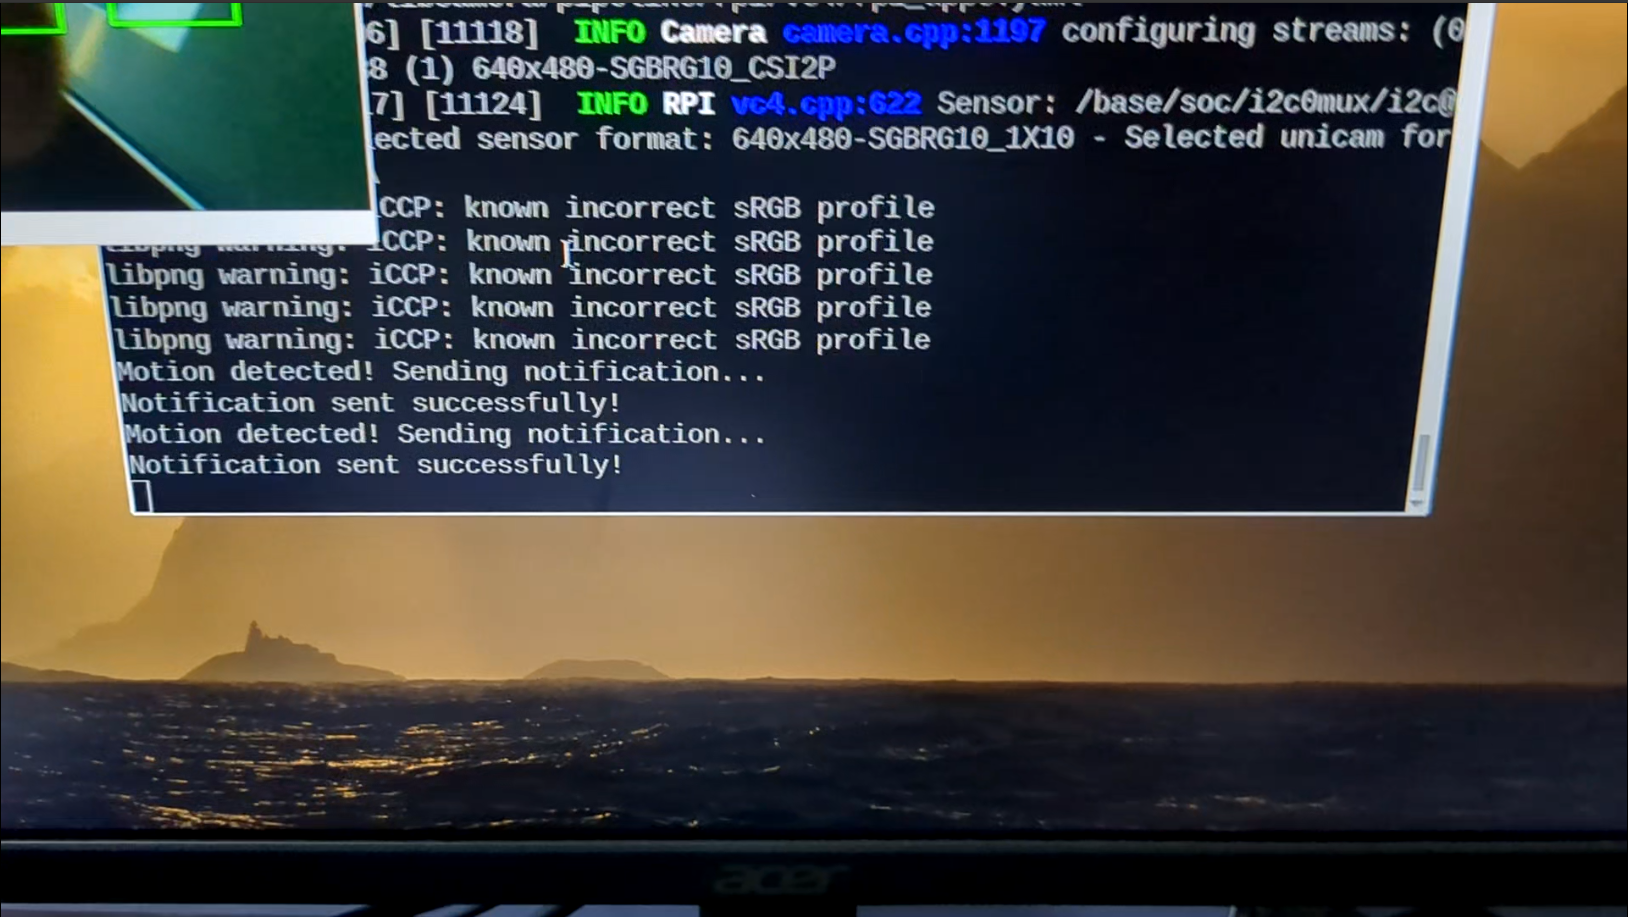 6] [11118] INFO Camera camera.cpp:1197 configuring streams: (0
8 (1) 640x480-SGBRG10_CSI2P
7] [11124] INFO RPI vc4.cpp:622 Sensor: /base/soc/i2c0mux/i2c@
ected sensor format: 640x480-SGBRG10_1X10 - Selected unicam for
iCCP: known incorrect sRGB profile
libpng warning: iCCP: known incorrect sRGB profile
libpng warning: iCCP: known incorrect sRGB profile
libpng warning: iCCP: known incorrect sRGB profile
libpng warning: iCCP: known incorrect sRGB profile
Motion detected! Sending notification...
Notification sent successfully!
Motion detected! Sending notification...
Notification sent successfully!
acer